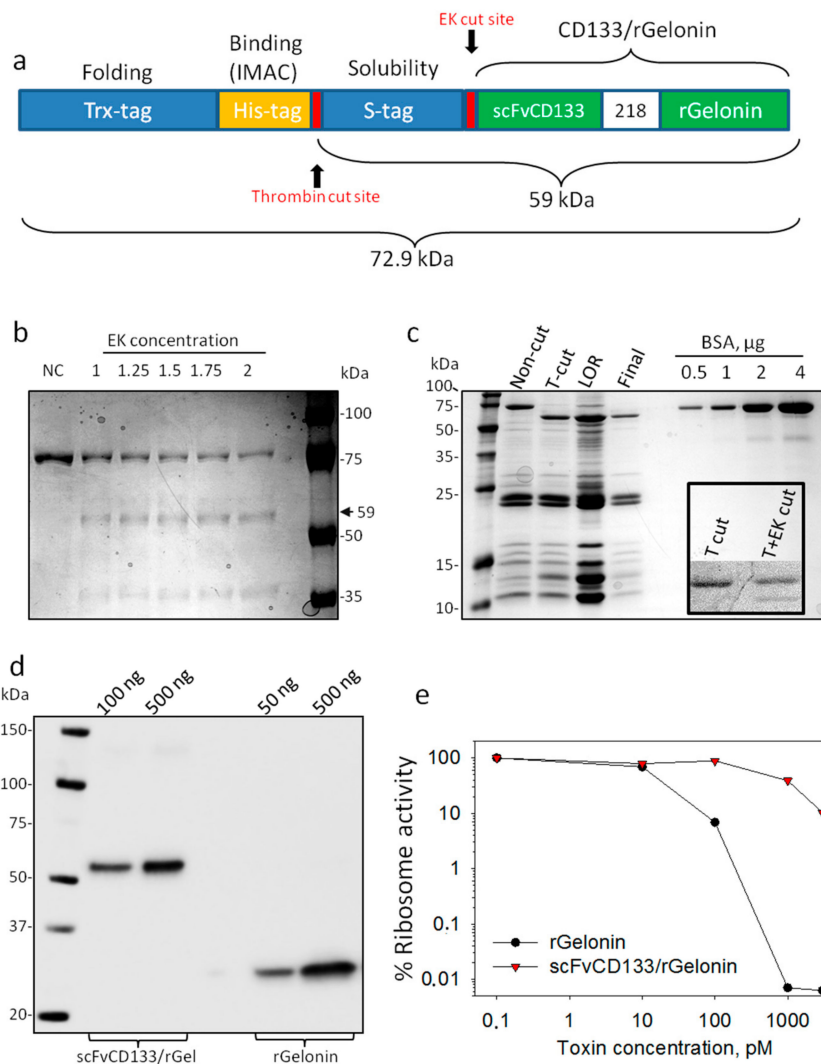 a
EK cut site
CD133/rGelonin
Folding
Binding
(IMAC)
Solubility
Trx-tag
His-tag
S-tag
scFvCD133
218
rGelonin
Thrombin cut site
59 kDa
72.9 kDa
b
EK concentration
NC 1 1.25 1.5 1.75 2 kDa
-100
-75
59
-50
-35
c
kDa Non-cut T-cut LOR Final
BSA, µg
0.5 1 2 4
100
75-
50-
35-
25-
15-
10-
T cut
T+EK cut
d
kDa 100 ng 500 ng 50 ng 500 ng
150-
100-
75-
50-
37-
20-
scFvCD133/rGel rGelonin
e
% Ribosome activity
100
10
1
0.1
0.01
rGelonin
scFvCD133/rGelonin
0.1 1 10 100 1000
Toxin concentration, pM